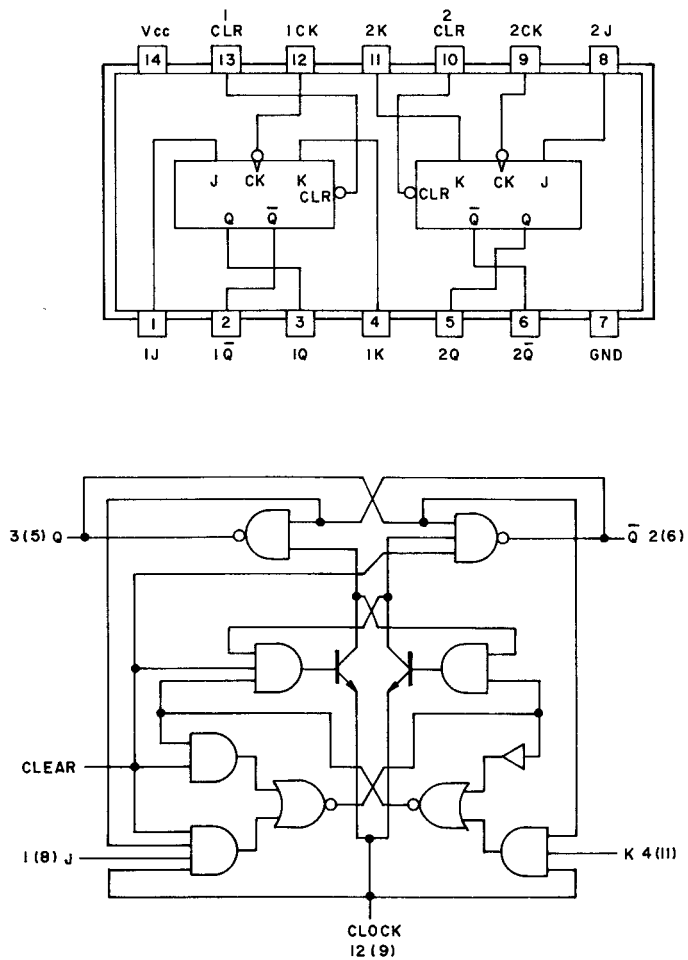 1 2
Vcc CLR 1CK 2K CLR 2CK 2J
14 13 12 11 10 9 8
J CK K CLR Q Q̅
CLR K CK J Q̅ Q
1 2 3 4 5 6 7
1J 1Q̅ 1Q 1K 2Q 2Q̅ GND
3(5) Q
Q̅ 2(6)
CLEAR
1(8) J
K 4(11)
CLOCK
12(9)